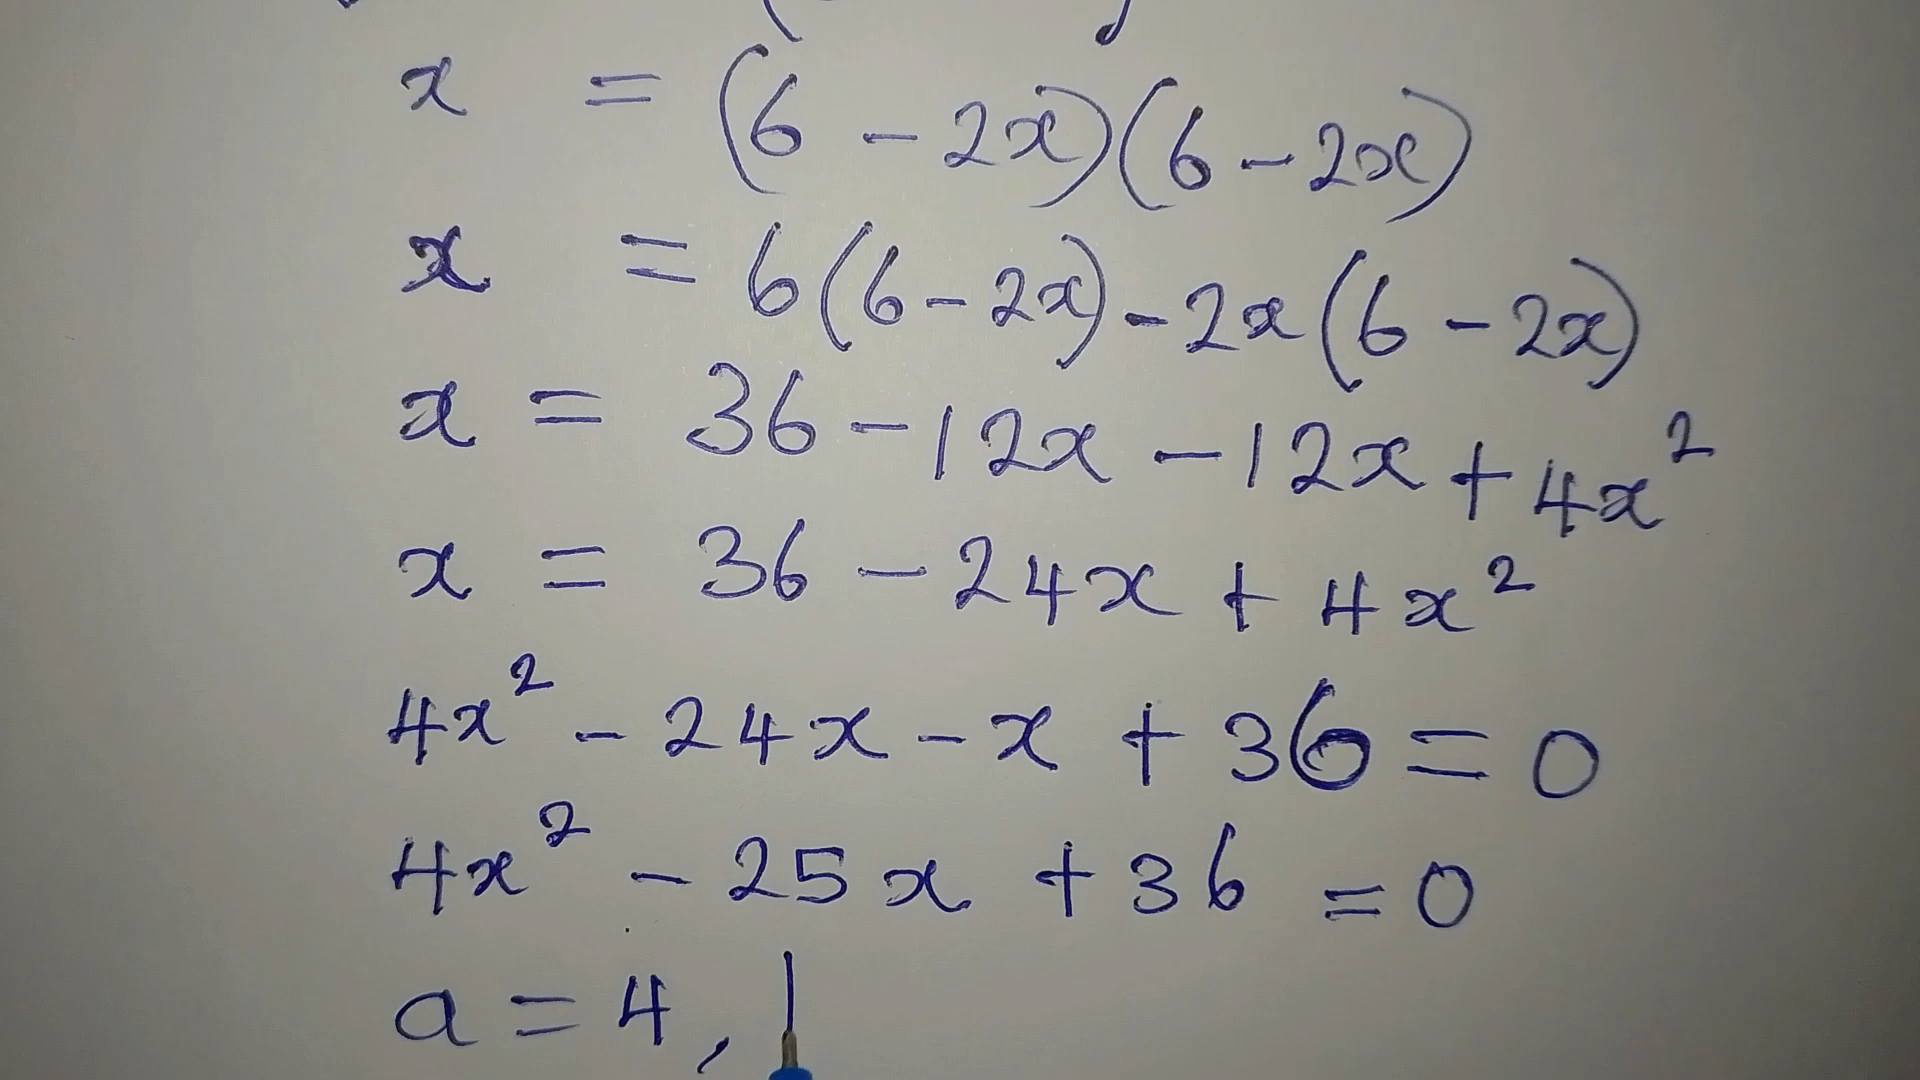 x = (6 - 2x)(6 - 2x)
x = 6(6 - 2x) - 2x(6 - 2x)
x = 36 - 12x - 12x + 4x²
x = 36 - 24x + 4x²
4x² - 24x - x + 36 = 0
4x² - 25x + 36 = 0
a = 4,